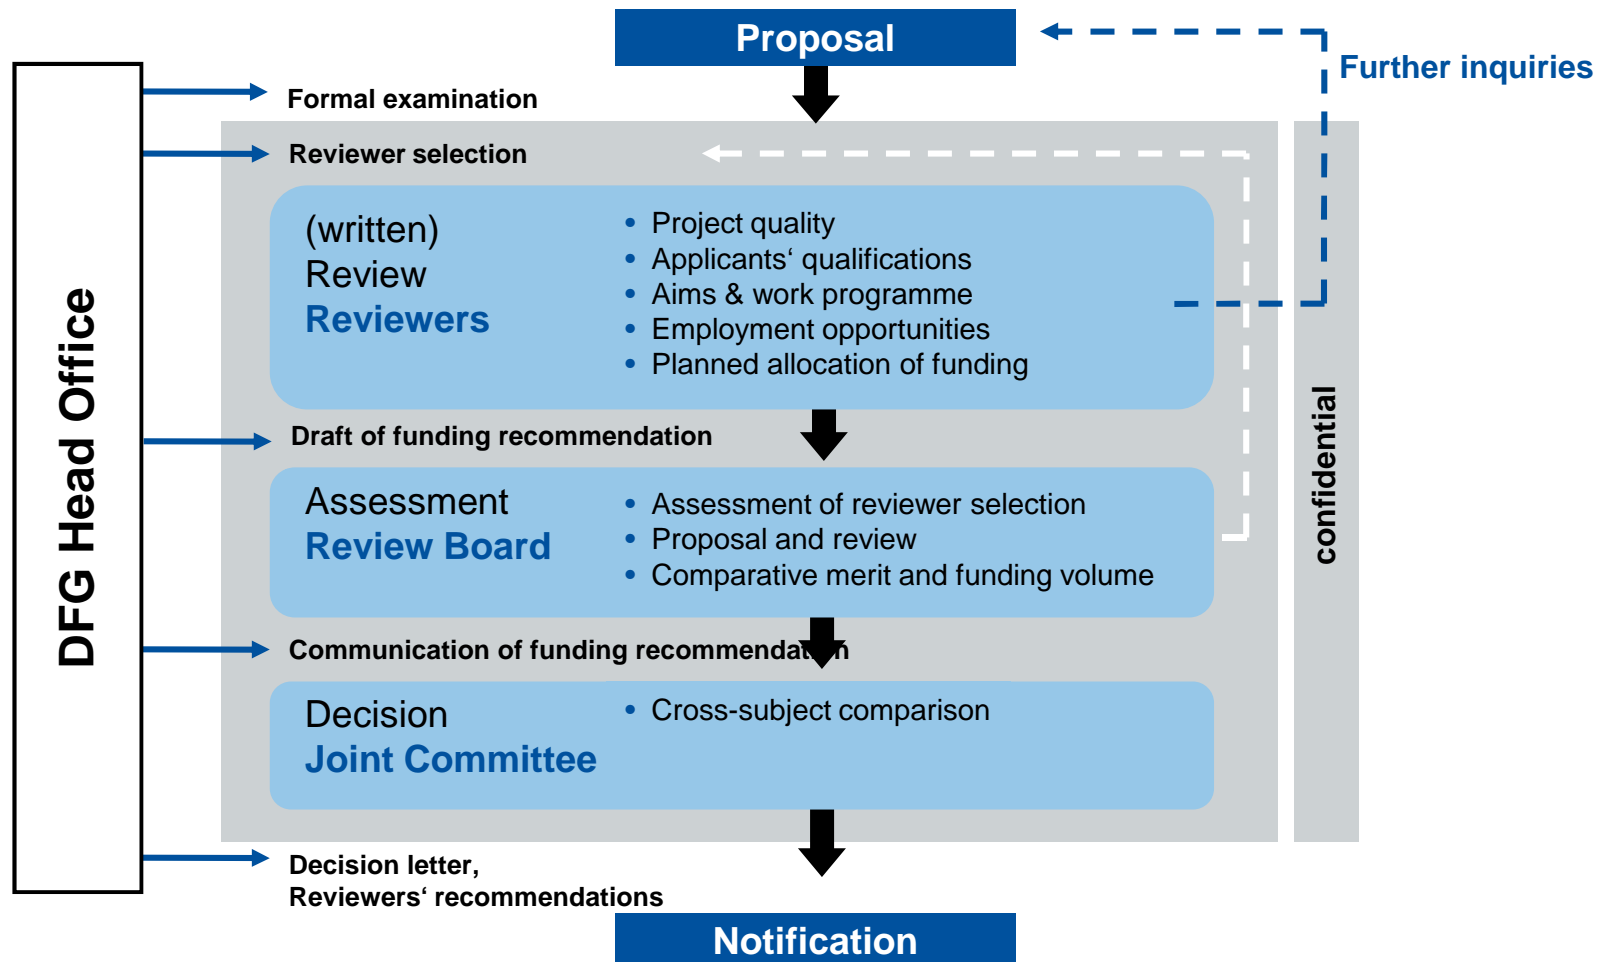 Proposal
Further inquiries
Formal examination
Reviewer selection
(written)
Review
Reviewers
• Project quality
• Applicants‘ qualifications
• Aims & work programme
• Employment opportunities
• Planned allocation of funding
DFG Head Office
confidential
Draft of funding recommendation
Assessment
Review Board
• Assessment of reviewer selection
• Proposal and review
• Comparative merit and funding volume
Communication of funding recommendation
Decision
Joint Committee
• Cross-subject comparison
Decision letter,
Reviewers‘ recommendations
Notification